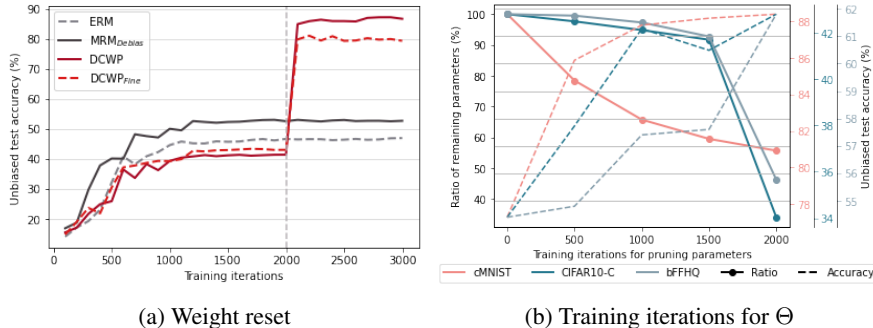 ERM
MRM_Debias
DCWP
DCWP_Fine
Unbiased test accuracy (%)
90
80
70
60
50
40
30
20
0
500
1000
1500
2000
2500
3000
Training iterations
(a) Weight reset
Ratio of remaining parameters (%)
100
90
80
70
60
50
40
0
500
1000
1500
2000
Training iterations for pruning parameters
88
86
84
82
80
78
42
40
38
36
34
Unbiased test accuracy (%)
62
61
60
59
58
57
56
55
54
cMNIST
CIFAR10-C
bFFHQ
Ratio
Accuracy
(b) Training iterations for Θ